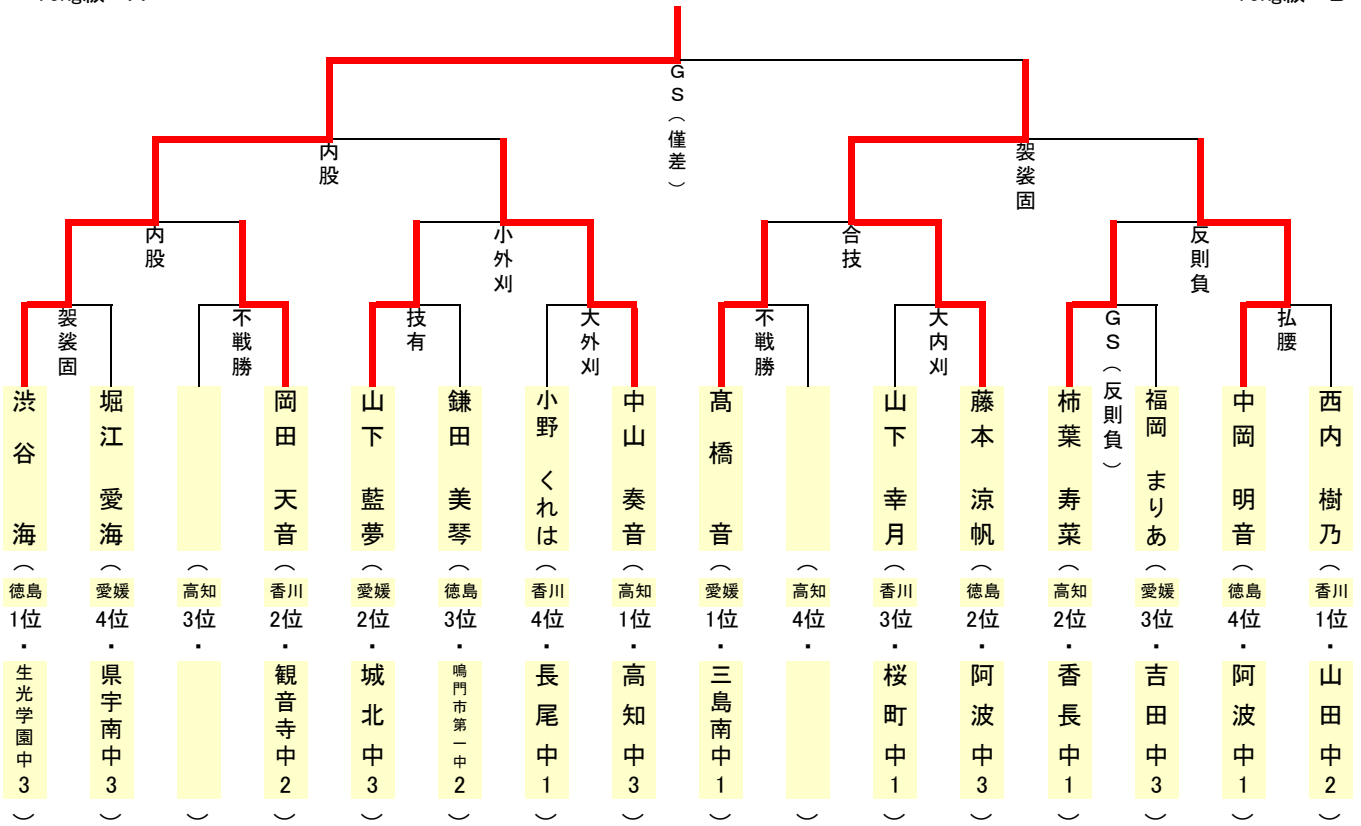 GS（僅差）
内股
袈裟固
内股
小外刈
合技
反則負
袈裟固
不戦勝
技有
大外刈
不戦勝
大内刈
GS（反則負）
払腰
渋谷 海（徳島1位・生光学園中3）
堀江 愛海（愛媛4位・県宇南中3）
（高知3位・ ）
岡田 天音（香川2位・観音寺中2）
山下 藍夢（愛媛2位・城北中3）
鎌田 美琴（徳島3位・鳴門市第一中2）
小野 くれは（香川4位・長尾中1）
中山 奏音（高知1位・高知中3）
髙橋 音（愛媛1位・三島南中1）
（高知4位・ ）
山下 幸月（香川3位・桜町中1）
藤本 涼帆（徳島2位・阿波中3）
柿葉 寿菜（高知2位・香長中1）
福岡 まりあ（愛媛3位・吉田中3）
中岡 明音（徳島4位・阿波中1）
西内 樹乃（香川1位・山田中2）